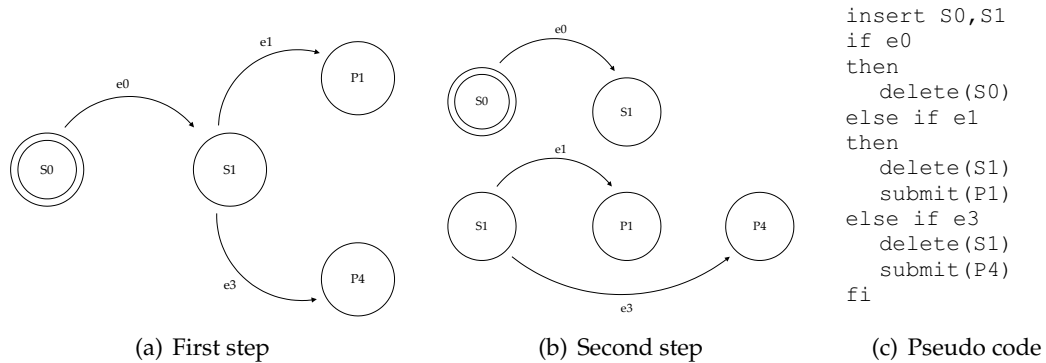 e0
e1
P1
S0
S1
e3
P4
(a) First step
e0
S0
S1
e1
S1
P1
P4
e3
(b) Second step
insert S0,S1
if e0
then
delete(S0)
else if e1
then
delete(S1)
submit(P1)
else if e3
delete(S1)
submit(P4)
fi
(c) Pseudo code